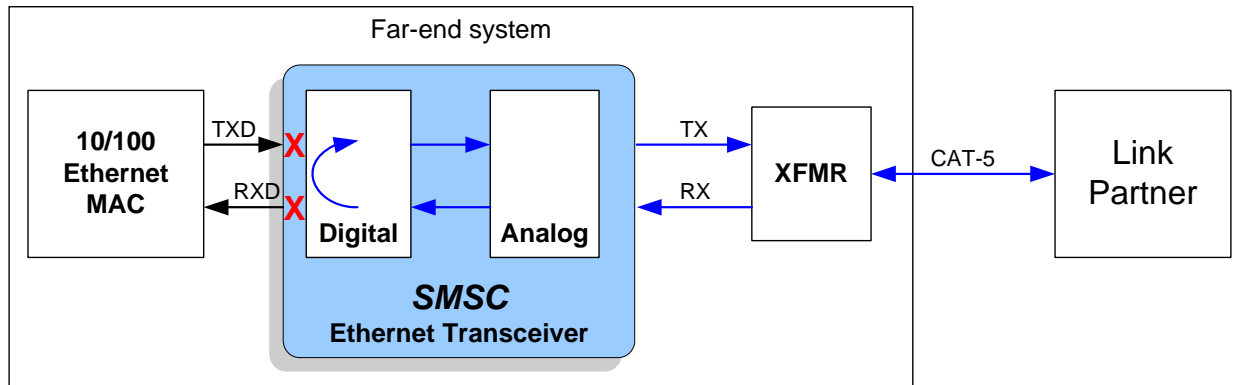 Far-end system
10/100
Ethernet
MAC
TXD
RXD
X
X
Digital
Analog
SMSC
Ethernet Transceiver
TX
RX
XFMR
CAT-5
Link
Partner